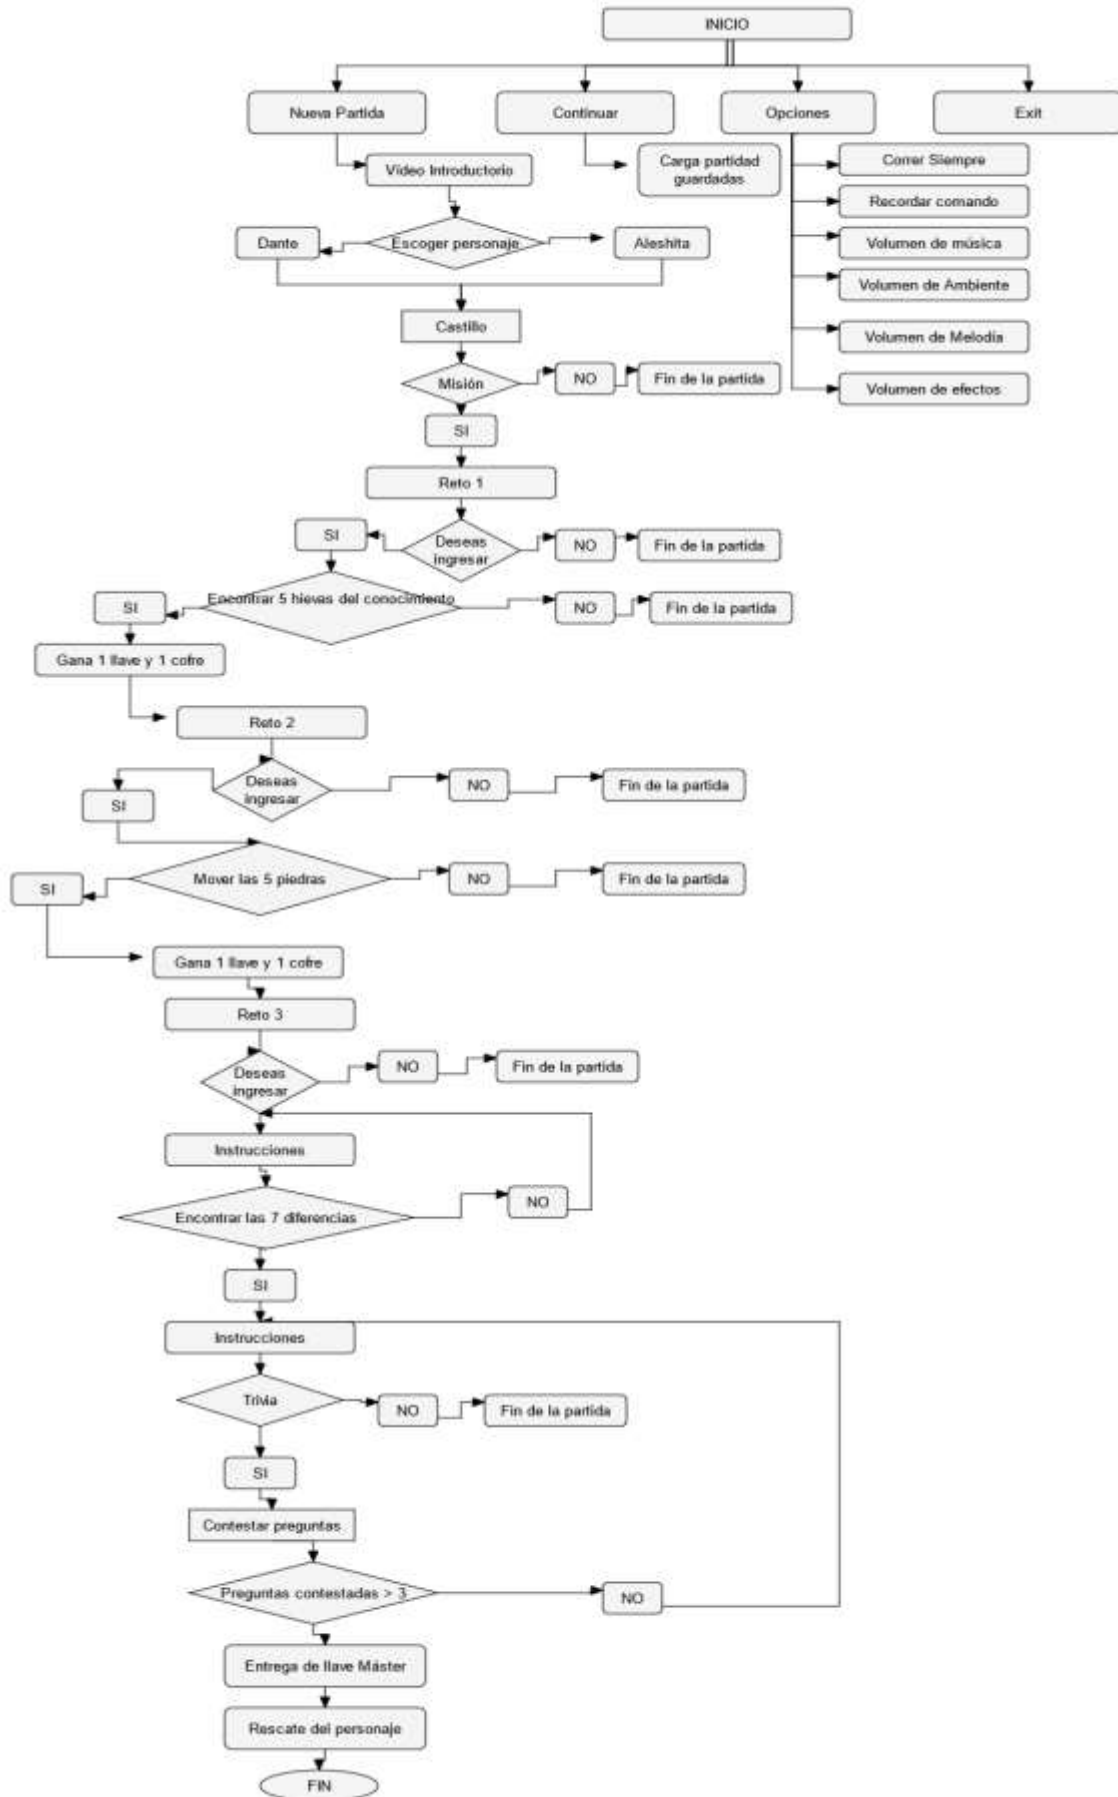 INICIO
Nueva Partida
Continuar
Opciones
Exit
Vídeo Introductorio
Carga partidad
guardadas
Correr Siempre
Recordar comando
Volumen de música
Volumen de Ambiente
Volumen de Melodía
Volumen de efectos
Dante
Escoger personaje
Aleshita
Castillo
Misión
NO
Fin de la partida
SI
Reto 1
SI
Deseas
ingresar
NO
Fin de la partida
SI
Encontrar 5 hievas del conocimiento
NO
Fin de la partida
Gana 1 llave y 1 cofre
Reto 2
SI
Deseas
ingresar
NO
Fin de la partida
SI
Mover las 5 piedras
NO
Fin de la partida
Gana 1 llave y 1 cofre
Reto 3
Deseas
ingresar
NO
Fin de la partida
Instrucciones
Encontrar las 7 diferencias
NO
SI
Instrucciones
Trivia
NO
Fin de la partida
SI
Contestar preguntas
Preguntas contestadas > 3
NO
Entrega de llave Máster
Rescate del personaje
FIN